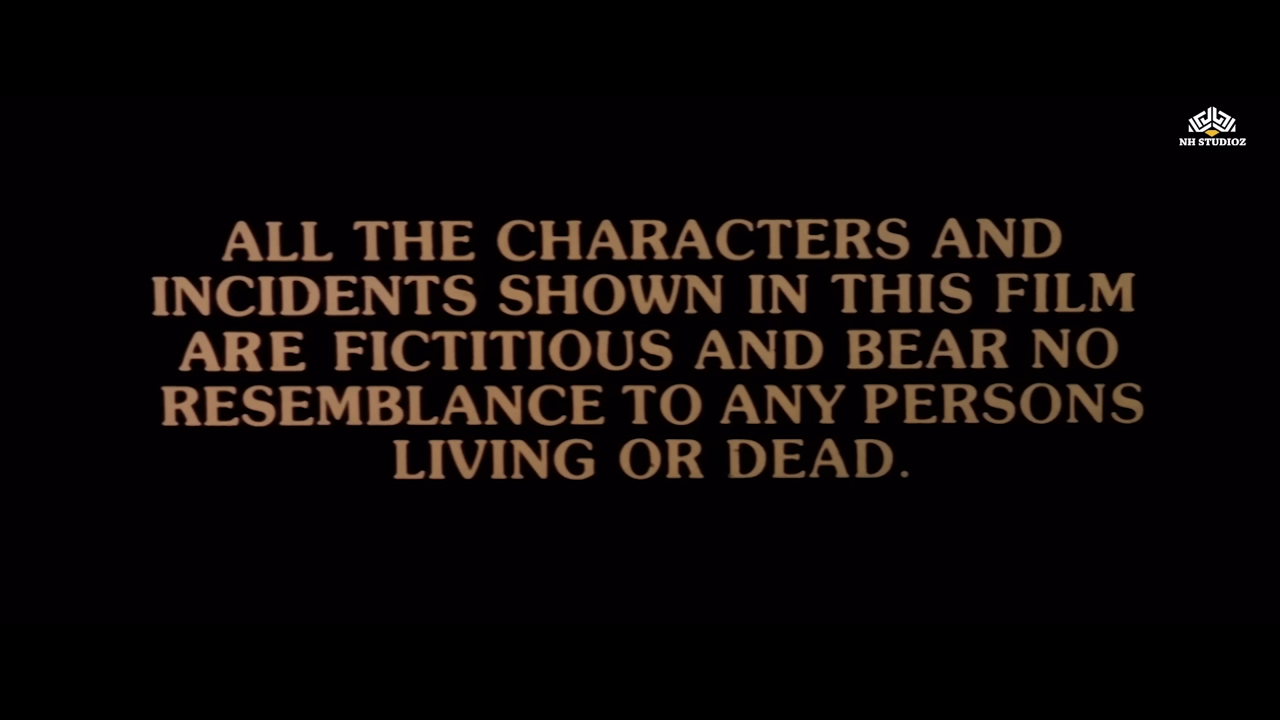 NH STUDIOZ
ALL THE CHARACTERS AND
INCIDENTS SHOWN IN THIS FILM
ARE FICTITIOUS AND BEAR NO
RESEMBLANCE TO ANY PERSONS
LIVING OR DEAD.